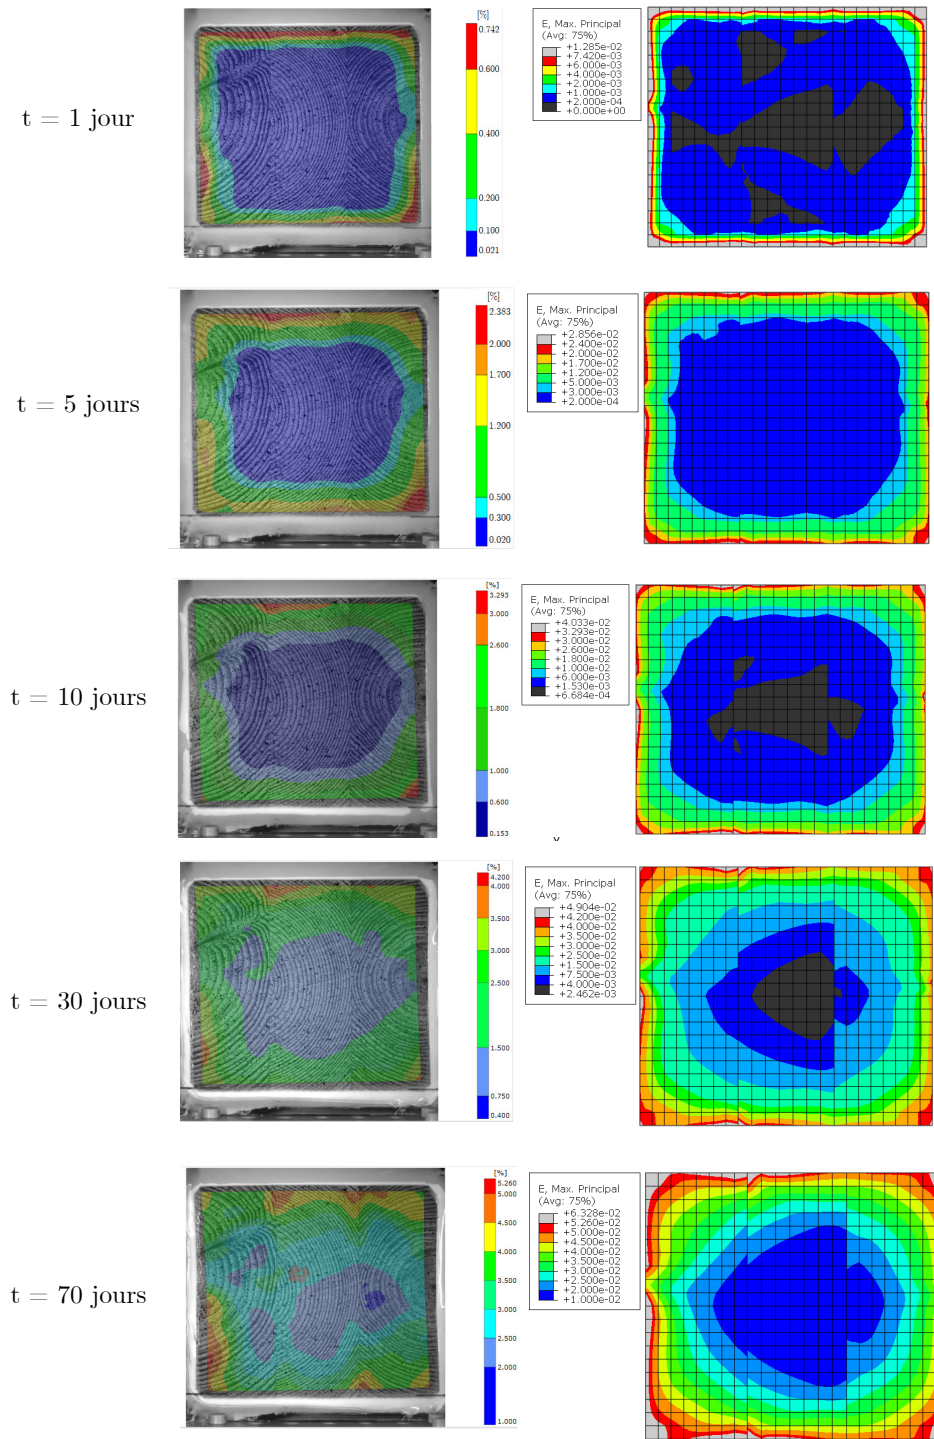 t = 1 jour
[%]
0.742
0.600
0.400
0.200
0.100
0.021
E, Max. Principal
(Avg: 75%)
+1.285e-02
+7.420e-03
+6.000e-03
+4.000e-03
+2.000e-03
+1.000e-03
+2.000e-04
+0.000e+00
t = 5 jours
[%]
2.383
2.000
1.700
1.200
0.500
0.300
0.020
E, Max. Principal
(Avg: 75%)
+2.856e-02
+2.400e-02
+2.000e-02
+1.700e-02
+1.200e-02
+5.000e-03
+3.000e-03
+2.000e-04
t = 10 jours
[%]
3.293
3.000
2.600
1.800
1.000
0.600
0.153
E, Max. Principal
(Avg: 75%)
+4.033e-02
+3.293e-02
+3.000e-02
+2.600e-02
+1.800e-02
+1.000e-02
+6.000e-03
+1.530e-03
+6.684e-04
t = 30 jours
[%]
4.200
4.000
3.500
3.000
2.500
1.500
0.750
0.400
E, Max. Principal
(Avg: 75%)
+4.904e-02
+4.200e-02
+4.000e-02
+3.500e-02
+3.000e-02
+2.500e-02
+1.500e-02
+7.500e-03
+4.000e-03
+2.462e-03
t = 70 jours
[%]
5.260
5.000
4.500
4.000
3.500
3.000
2.500
2.000
1.000
E, Max. Principal
(Avg: 75%)
+6.328e-02
+5.260e-02
+5.000e-02
+4.500e-02
+4.000e-02
+3.500e-02
+3.000e-02
+2.500e-02
+2.000e-02
+1.000e-02